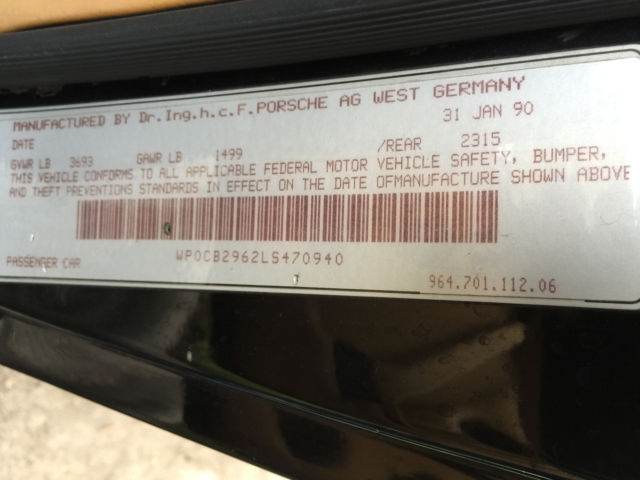 MANUFACTURED BY Dr.Ing.h.c.F.PORSCHE AG WEST GERMANY
DATE 31 JAN 90
GVWR LB 3693 GAWR LB 1499 /REAR 2315
THIS VEHICLE CONFORMS TO ALL APPLICABLE FEDERAL MOTOR VEHICLE SAFETY, BUMPER,
AND THEFT PREVENTIONS STANDARDS IN EFFECT ON THE DATE OFMANUFACTURE SHOWN ABOVE
WP0CB2962LS470940
PASSENGER CAR
964.701.112.06